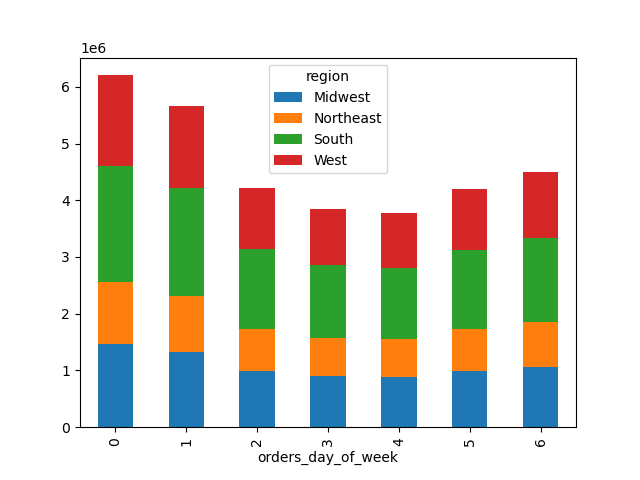 1e6
6
5
4
3
2
1
0
region
Midwest
Northeast
South
West
0 1 2 3 4 5 6
orders_day_of_week